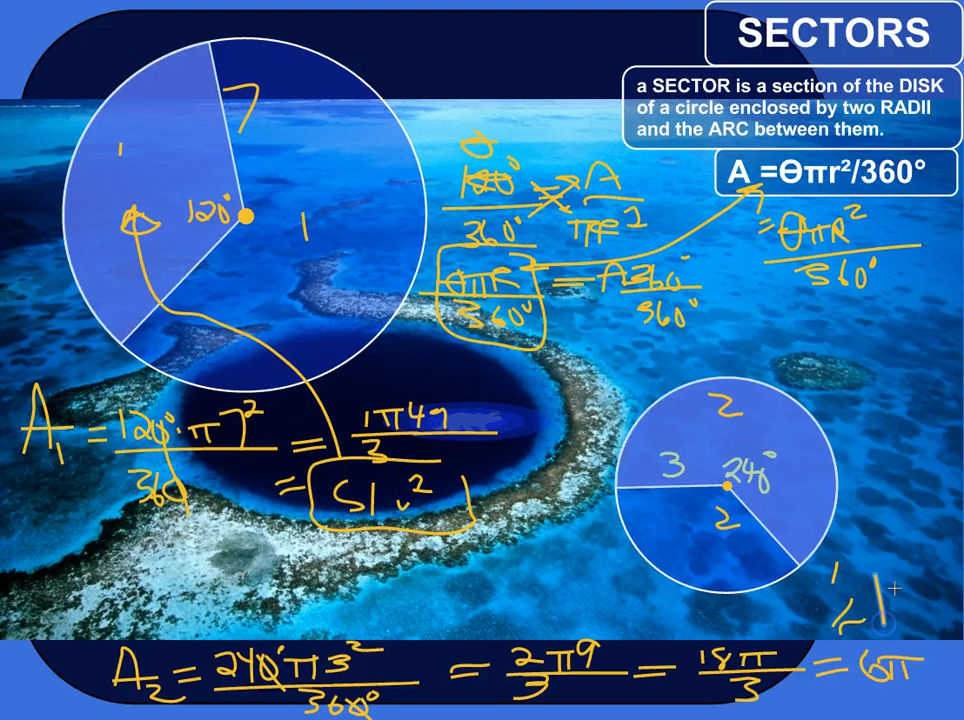 SECTORS
a SECTOR is a section of the DISK
of a circle enclosed by two RADII
and the ARC between them.
A =Θπr²/360°
7
1
120°
1
θ
360°
A
πR²
= θπR²
360°
θπR² = A360°
360° 360°
A₁ = 120°·π7² = 1π49
360 3
= 51 u²
2
3 240°
2
A₂ = 240°π3² = 2π9 = 18π = 6π
360° 3 3